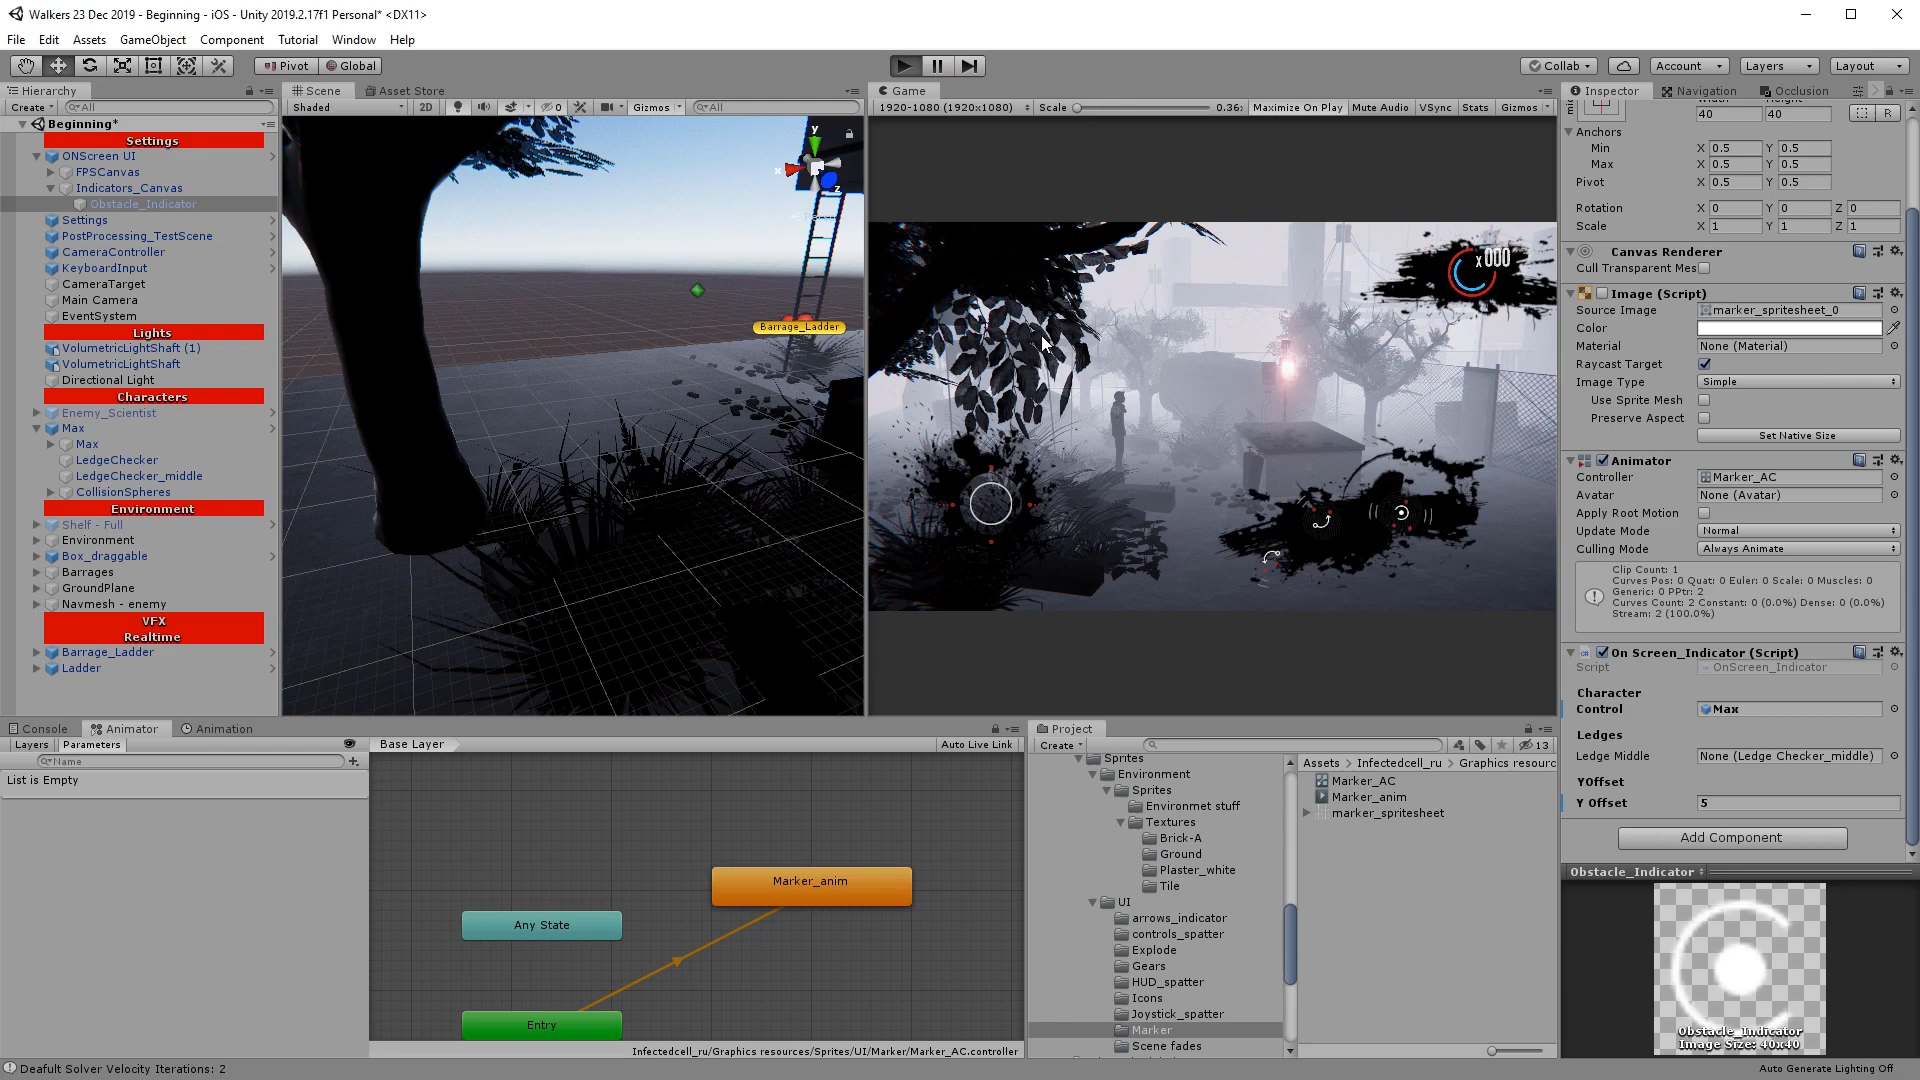 Walkers 23 Dec 2019 - Beginning - iOS - Unity 2019.2.17f1 Personal* <DX11>
File Edit Assets GameObject Component Tutorial Window Help
Pivot Global Collab Account Layers Layout
Hierarchy
Create All
Beginning*
Settings
ONScreen UI
FPSCanvas
Indicators_Canvas
Obstacle_Indicator
Settings
PostProcessing_TestScene
CameraController
KeyboardInput
CameraTarget
Main Camera
EventSystem
Lights
VolumetricLightShaft (1)
VolumetricLightShaft
Directional Light
Characters
Enemy_Scientist
Max
Max
LedgeChecker
LedgeChecker_middle
CollisionSpheres
Environment
Shelf - Full
Environment
Box_draggable
Barrages
GroundPlane
Navmesh - enemy
VFX
Realtime
Barrage_Ladder
Ladder
Scene Asset Store
Shaded 2D 0 Gizmos All
y
x
z
Barrage_Ladder
Game
1920-1080 (1920x1080) Scale 0.36x Maximize On Play Mute Audio VSync Stats Gizmos
x000
Inspector Navigation Occlusion
Width Height
40 40 R
Anchors
Min X 0.5 Y 0.5
Max X 0.5 Y 0.5
Pivot X 0.5 Y 0.5
Rotation X 0 Y 0 Z 0
Scale X 1 Y 1 Z 1
Canvas Renderer
Cull Transparent Mes
Image (Script)
Source Image marker_spritesheet_0
Color
Material None (Material)
Raycast Target
Image Type Simple
Use Sprite Mesh
Preserve Aspect
Set Native Size
Animator
Controller Marker_AC
Avatar None (Avatar)
Apply Root Motion
Update Mode Normal
Culling Mode Always Animate
Clip Count: 1
Curves Pos: 0 Quat: 0 Euler: 0 Scale: 0 Muscles: 0
Generic: 0 PPtr: 2
Curves Count: 2 Constant: 0 (0.0%) Dense: 0 (0.0%)
Stream: 2 (100.0%)
On Screen_Indicator (Script)
Script OnScreen_Indicator
Character
Control Max
Ledges
Ledge Middle None (Ledge Checker_middle)
YOffset
Y Offset 5
Add Component
Obstacle_Indicator
Obstacle_Indicator
Image Size: 40x40
Console Animator Animation
Layers Parameters Base Layer Auto Live Link
Name
List is Empty
Marker_anim
Any State
Entry
Infectedcell_ru/Graphics resources/Sprites/UI/Marker/Marker_AC.controller
Project
Create 13
Sprites
Environment
Sprites
Environmet stuff
Textures
Brick-A
Ground
Plaster_white
Tile
UI
arrows_indicator
controls_spatter
Explode
Gears
HUD_spatter
Icons
Joystick_spatter
Marker
Scene fades
Assets > Infectedcell_ru > Graphics resourc
Marker_AC
Marker_anim
marker_spritesheet
Deafult Solver Velocity Iterations: 2
Auto Generate Lighting Off